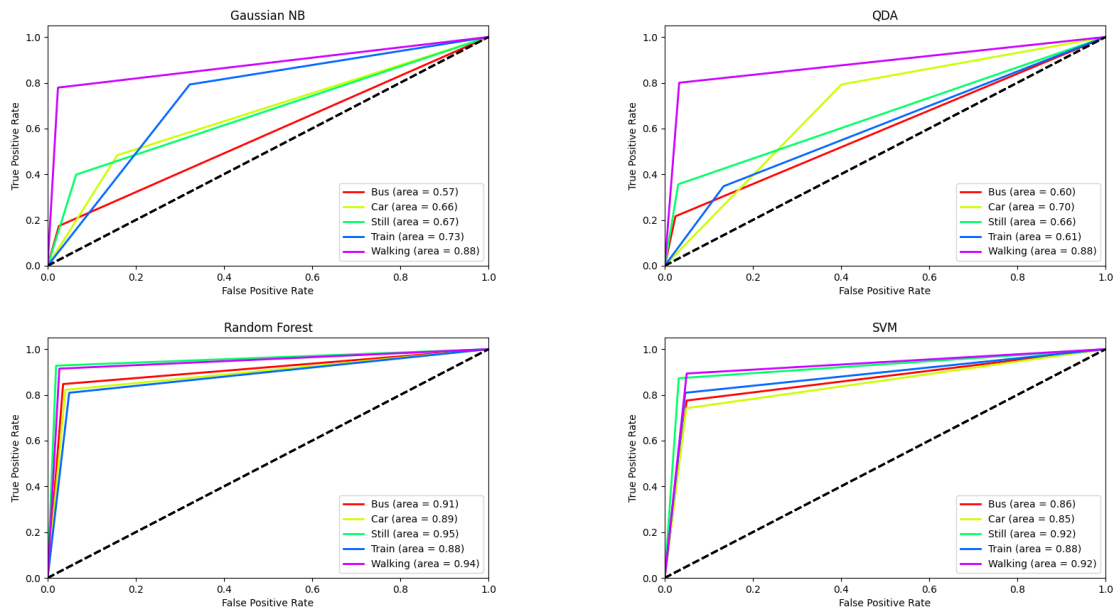 Gaussian NB
True Positive Rate
1.0
0.8
0.6
0.4
0.2
0.0
Bus (area = 0.57)
Car (area = 0.66)
Still (area = 0.67)
Train (area = 0.73)
Walking (area = 0.88)
0.0 0.2 0.4 0.6 0.8 1.0
False Positive Rate
QDA
True Positive Rate
1.0
0.8
0.6
0.4
0.2
0.0
Bus (area = 0.60)
Car (area = 0.70)
Still (area = 0.66)
Train (area = 0.61)
Walking (area = 0.88)
0.0 0.2 0.4 0.6 0.8 1.0
False Positive Rate
Random Forest
True Positive Rate
1.0
0.8
0.6
0.4
0.2
0.0
Bus (area = 0.91)
Car (area = 0.89)
Still (area = 0.95)
Train (area = 0.88)
Walking (area = 0.94)
0.0 0.2 0.4 0.6 0.8 1.0
False Positive Rate
SVM
True Positive Rate
1.0
0.8
0.6
0.4
0.2
0.0
Bus (area = 0.86)
Car (area = 0.85)
Still (area = 0.92)
Train (area = 0.88)
Walking (area = 0.92)
0.0 0.2 0.4 0.6 0.8 1.0
False Positive Rate